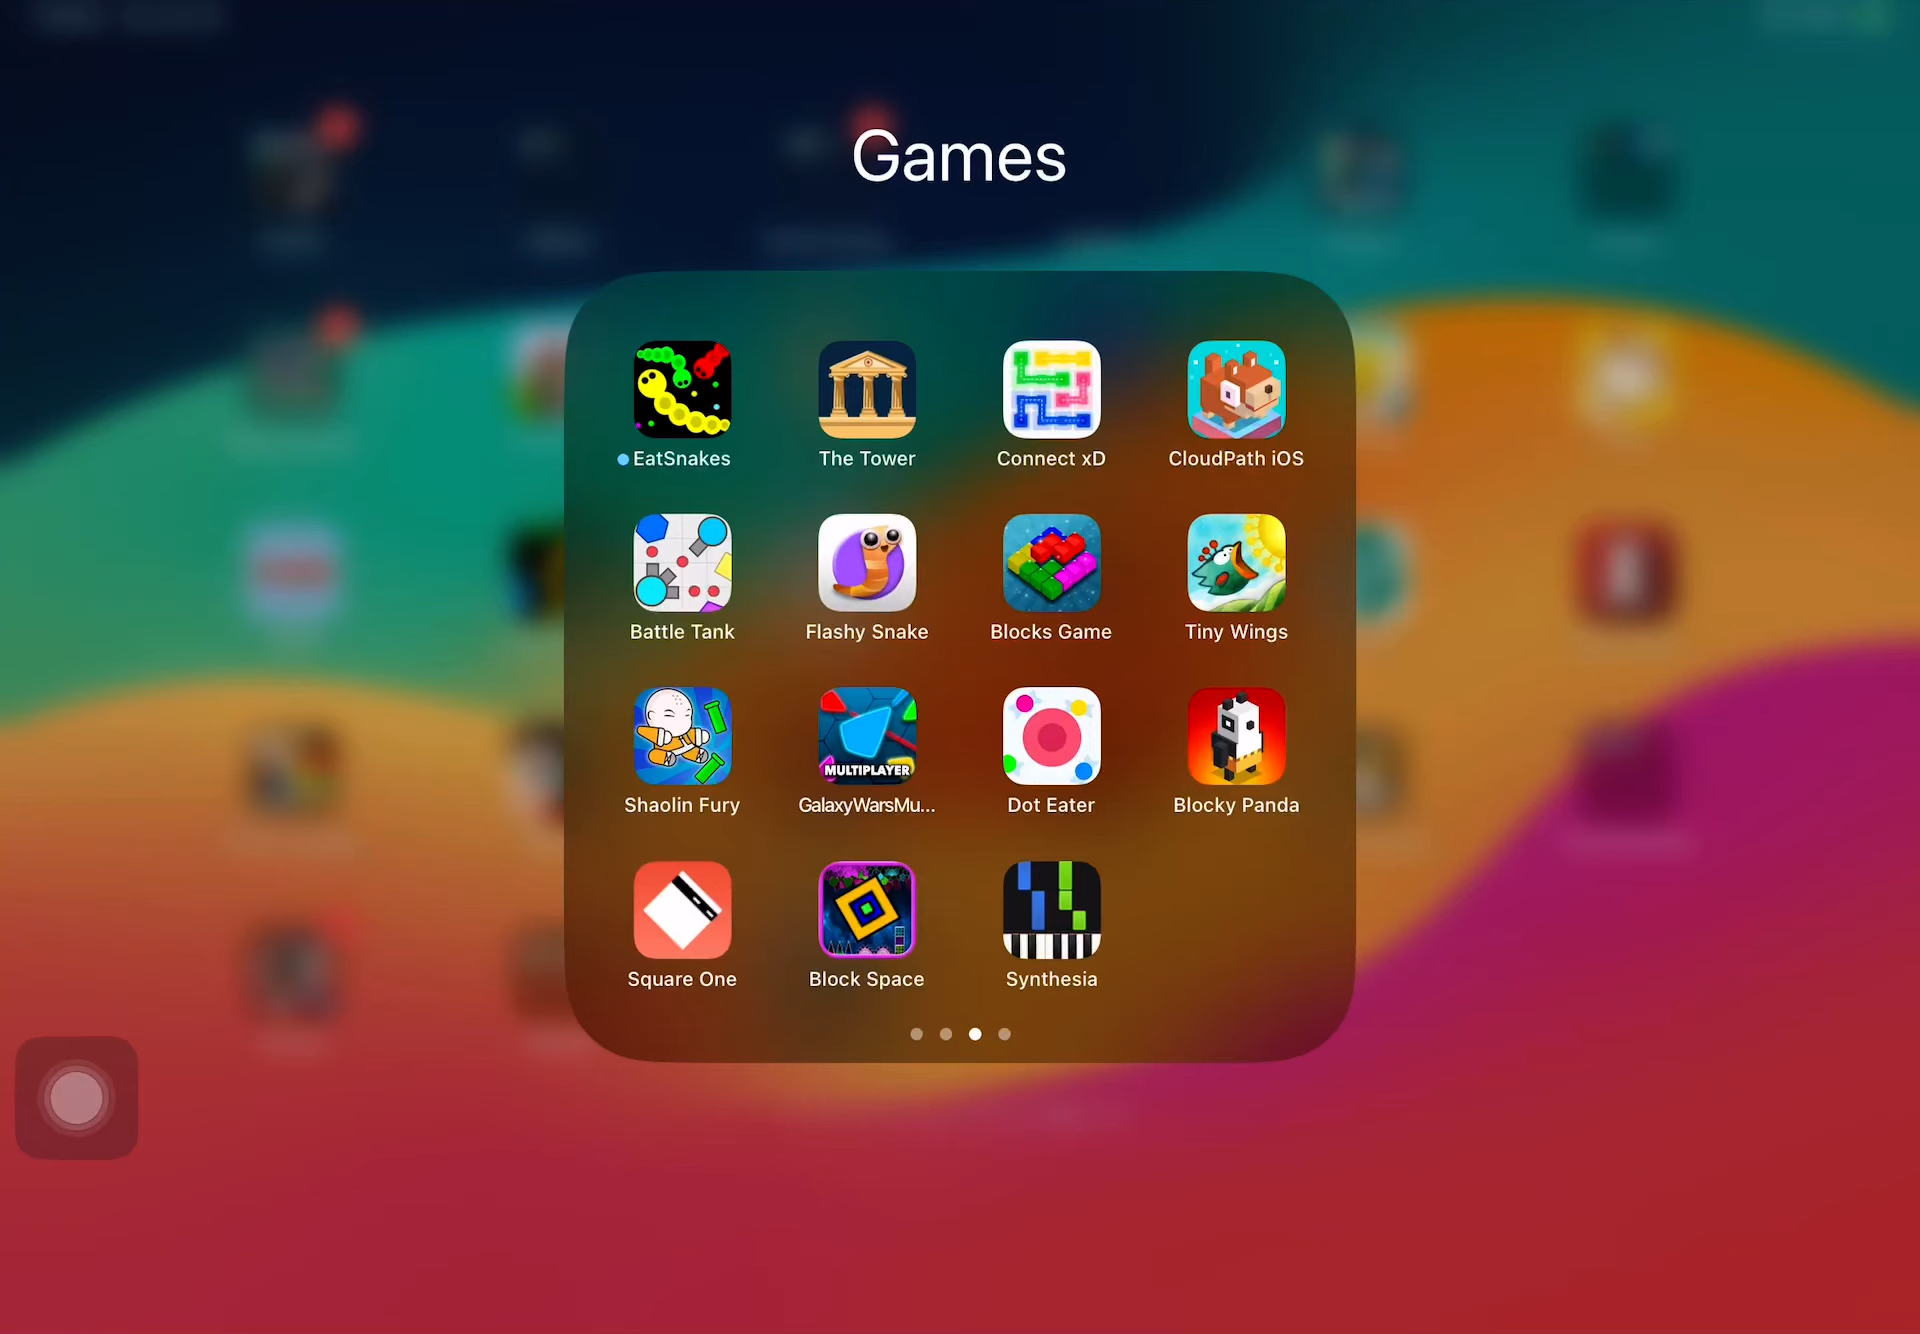 Games
EatSnakes
The Tower
Connect xD
CloudPath iOS
Battle Tank
Flashy Snake
Blocks Game
Tiny Wings
MULTIPLAYER
Shaolin Fury
GalaxyWarsMu...
Dot Eater
Blocky Panda
Square One
Block Space
Synthesia